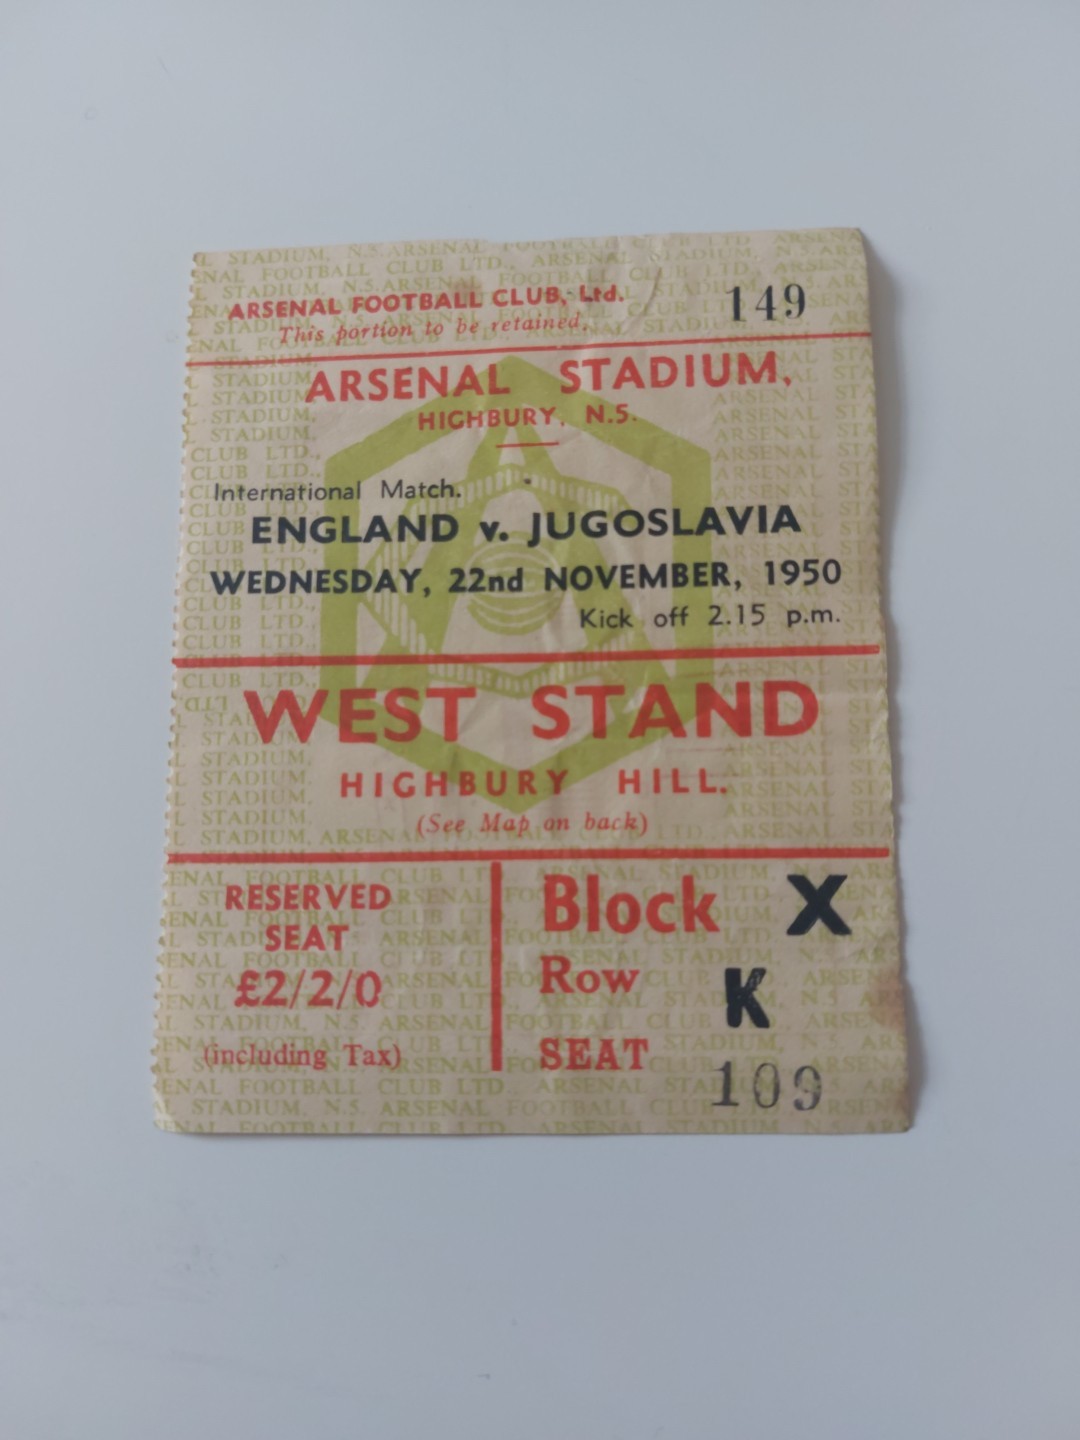 ARSENAL FOOTBALL CLUB, Ltd. 149
This portion to be retained.
ARSENAL STADIUM,
HIGHBURY, N.5.
International Match.
ENGLAND v. JUGOSLAVIA
WEDNESDAY, 22nd NOVEMBER, 1950
Kick off 2.15 p.m.
WEST STAND
HIGHBURY HILL.
(See Map on back)
RESERVED
SEAT
£2/2/0
(including Tax)
Block X
Row K
SEAT 109